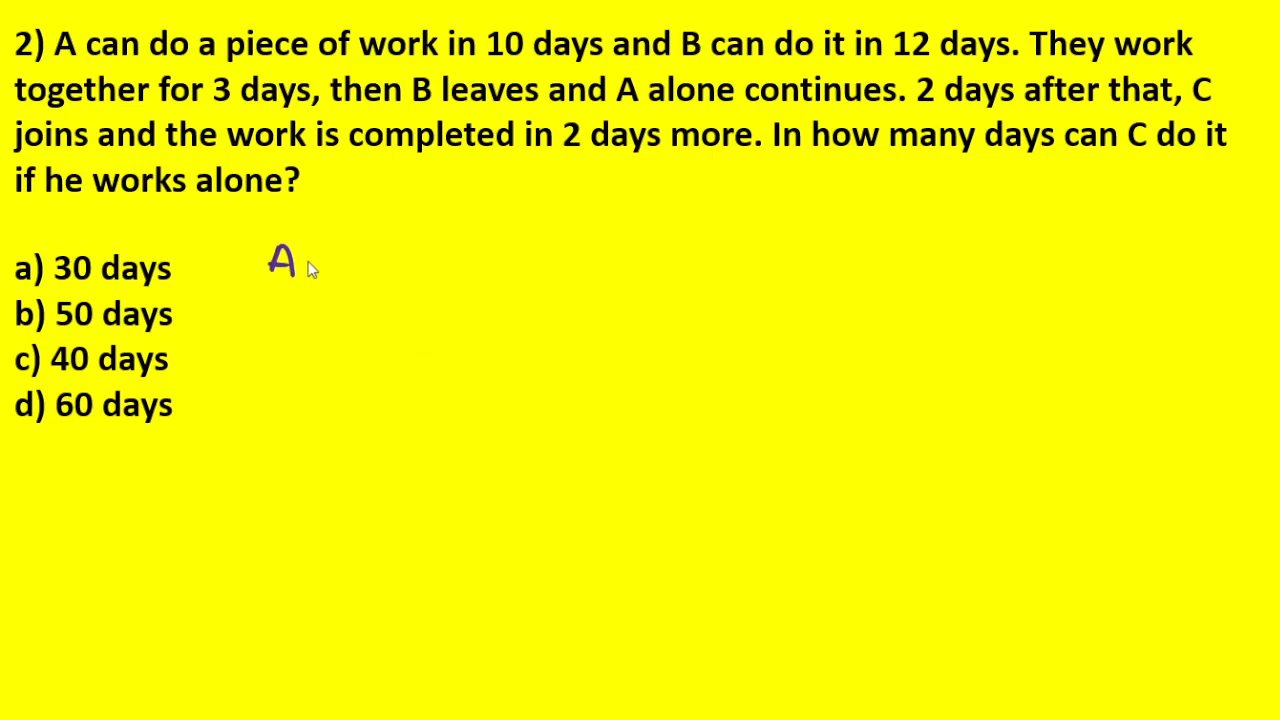 2) A can do a piece of work in 10 days and B can do it in 12 days. They work
together for 3 days, then B leaves and A alone continues. 2 days after that, C
joins and the work is completed in 2 days more. In how many days can C do it
if he works alone?
a) 30 days A
b) 50 days
c) 40 days
d) 60 days